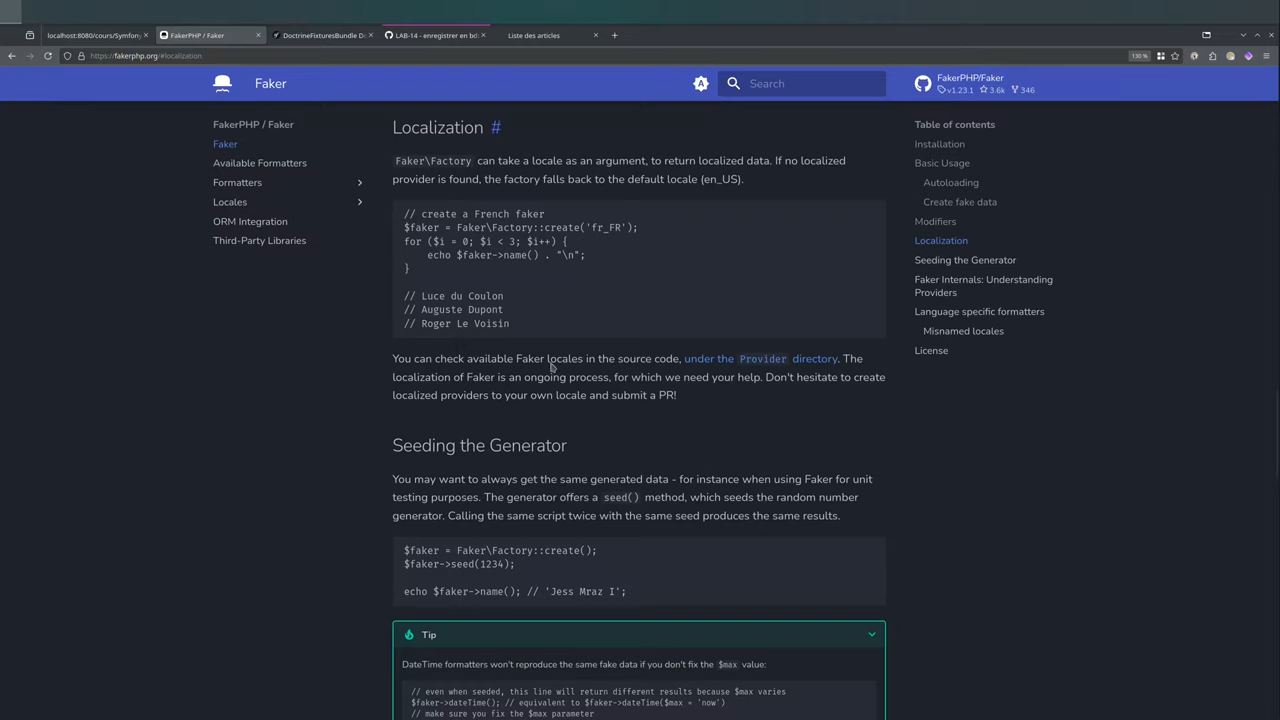 localhost:8080/cours/Symfony
FakerPHP / Faker
DoctrineFixturesBundle D
LAB-14 - enregistrer en bd
Liste des articles
https://fakerphp.org/#localization
130 %
Faker
Search
FakerPHP/Faker
v1.23.1 3.6k 346
FakerPHP / Faker
Faker
Available Formatters
Formatters
Locales
ORM Integration
Third-Party Libraries
Localization #
Faker\Factory can take a locale as an argument, to return localized data. If no localized
provider is found, the factory falls back to the default locale (en_US).
// create a French faker
$faker = Faker\Factory::create('fr_FR');
for ($i = 0; $i < 3; $i++) {
echo $faker->name() . "\n";
}
// Luce du Coulon
// Auguste Dupont
// Roger Le Voisin
You can check available Faker locales in the source code, under the Provider directory. The
localization of Faker is an ongoing process, for which we need your help. Don't hesitate to create
localized providers to your own locale and submit a PR!
Seeding the Generator
You may want to always get the same generated data - for instance when using Faker for unit
testing purposes. The generator offers a seed() method, which seeds the random number
generator. Calling the same script twice with the same seed produces the same results.
$faker = Faker\Factory::create();
$faker->seed(1234);
echo $faker->name(); // 'Jess Mraz I';
Tip
DateTime formatters won't reproduce the same fake data if you don't fix the $max value:
// even when seeded, this line will return different results because $max varies
$faker->dateTime(); // equivalent to $faker->dateTime($max = 'now')
// make sure you fix the $max parameter
Table of contents
Installation
Basic Usage
Autoloading
Create fake data
Modifiers
Localization
Seeding the Generator
Faker Internals: Understanding
Providers
Language specific formatters
Misnamed locales
License